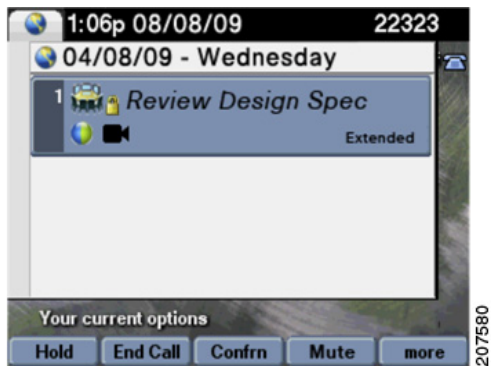 1:06p 08/08/09 22323
04/08/09 - Wednesday
1 Review Design Spec
Extended
Your current options
Hold End Call Confrn Mute more
207580